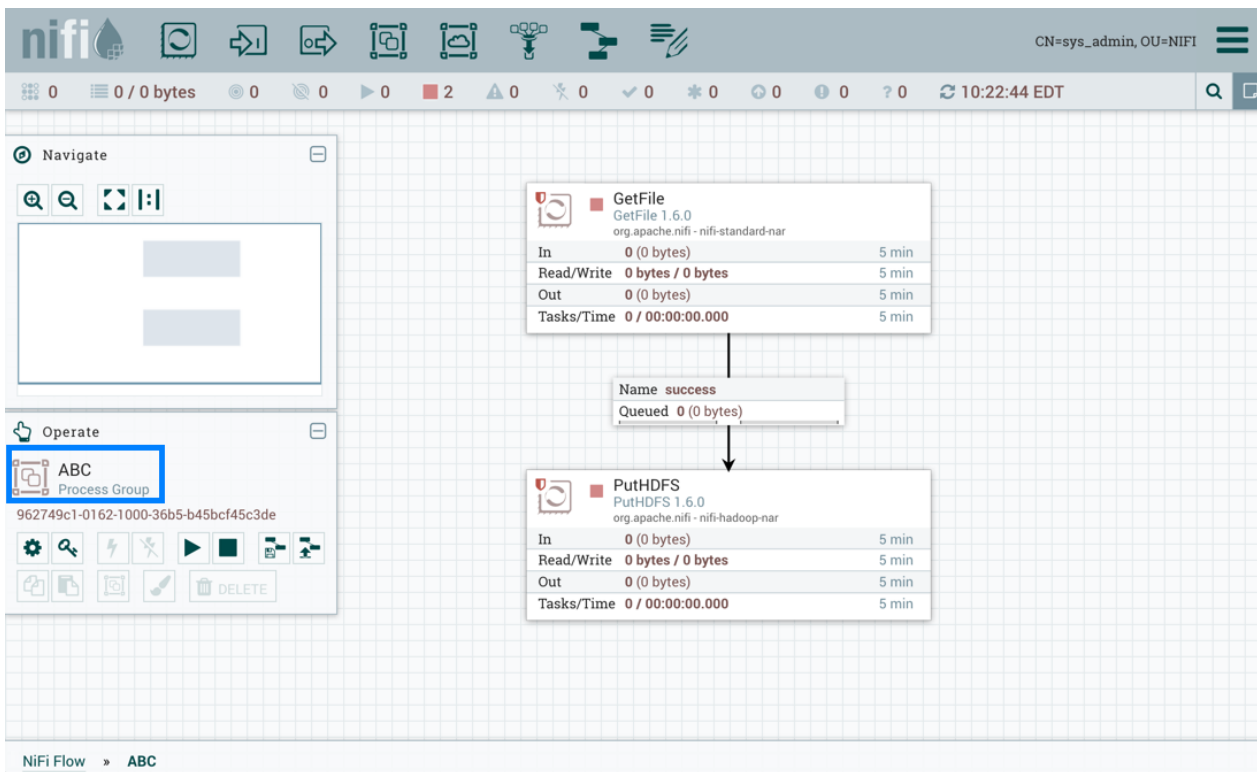 nifi
CN=sys_admin, OU=NIFI
0 0 / 0 bytes 0 0 0 2 0 0 0 0 0 0 ? 0 10:22:44 EDT
Navigate
GetFile
GetFile 1.6.0
org.apache.nifi - nifi-standard-nar
In 0 (0 bytes) 5 min
Read/Write 0 bytes / 0 bytes 5 min
Out 0 (0 bytes) 5 min
Tasks/Time 0 / 00:00:00.000 5 min
Name success
Queued 0 (0 bytes)
Operate
ABC
Process Group
962749c1-0162-1000-36b5-b45bcf45c3de
DELETE
PutHDFS
PutHDFS 1.6.0
org.apache.nifi - nifi-hadoop-nar
In 0 (0 bytes) 5 min
Read/Write 0 bytes / 0 bytes 5 min
Out 0 (0 bytes) 5 min
Tasks/Time 0 / 00:00:00.000 5 min
NiFi Flow » ABC